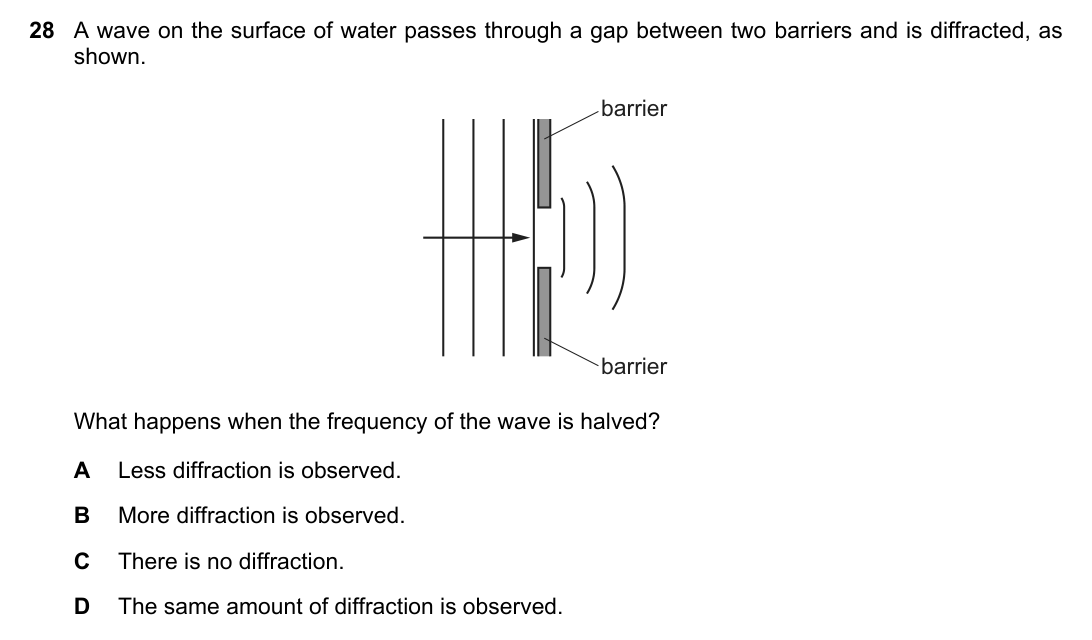 28 A wave on the surface of water passes through a gap between two barriers and is diffracted, as
shown.
barrier
barrier
What happens when the frequency of the wave is halved?
A Less diffraction is observed.
B More diffraction is observed.
C There is no diffraction.
D The same amount of diffraction is observed.